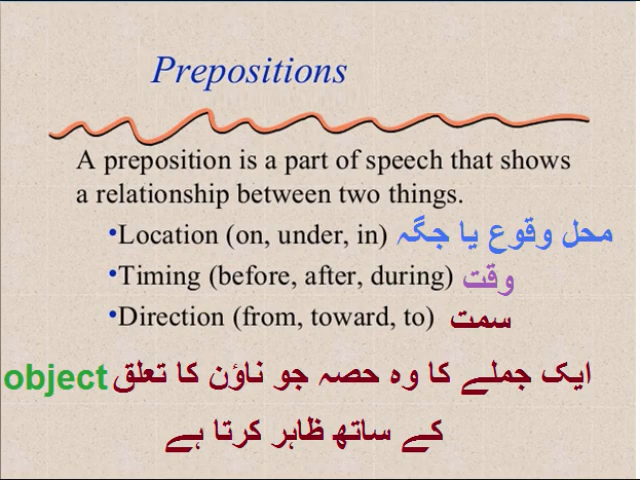 Prepositions
A preposition is a part of speech that shows
a relationship between two things.
•Location (on, under, in) محل وقوع یا جگہ
•Timing (before, after, during) وقت
•Direction (from, toward, to) سمت
ایک جملے کا وہ حصہ جو ناؤن کا تعلق object
کے ساتھ ظاہر کرتا ہے